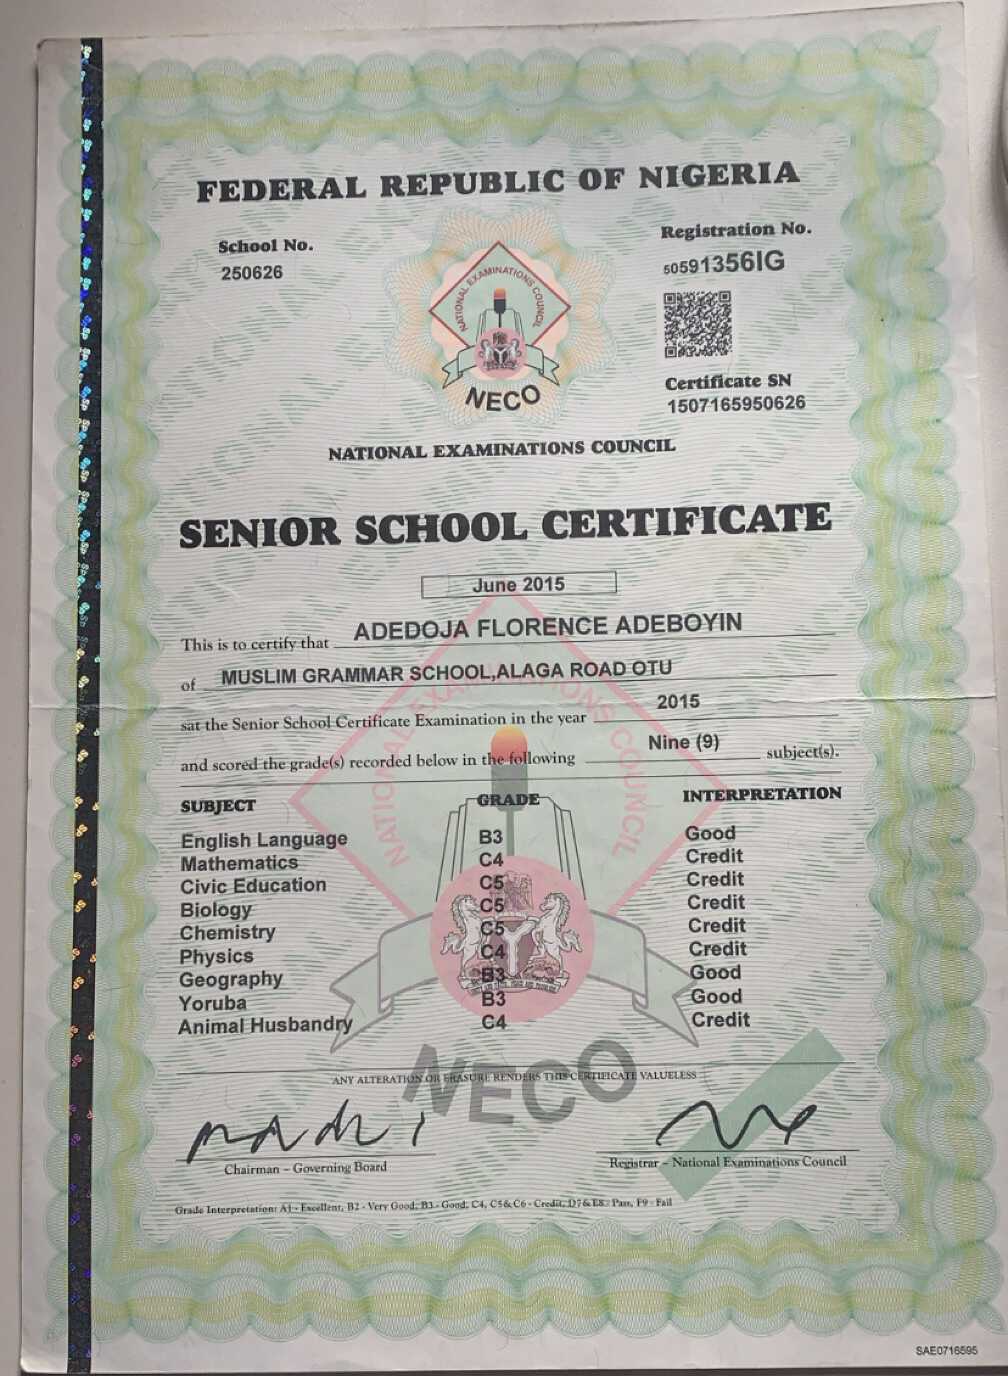 FEDERAL REPUBLIC OF NIGERIA
School No.
250626
Registration No.
50591356IG
NATIONAL EXAMINATIONS COUNCIL
NECO
Certificate SN
1507165950626
NATIONAL EXAMINATIONS COUNCIL
SENIOR SCHOOL CERTIFICATE
June 2015
This is to certify that ADEDOJA FLORENCE ADEBOYIN
of MUSLIM GRAMMAR SCHOOL,ALAGA ROAD OTU
sat the Senior School Certificate Examination in the year 2015
and scored the grade(s) recorded below in the following Nine (9) subject(s).
SUBJECT GRADE INTERPRETATION
English Language B3 Good
Mathematics C4 Credit
Civic Education C5 Credit
Biology C5 Credit
Chemistry C5 Credit
Physics C4 Credit
Geography B3 Good
Yoruba B3 Good
Animal Husbandry C4 Credit
NATIONAL EXAMINATIONS COUNCIL
NECO
ANY ALTERATION OR ERASURE RENDERS THIS CERTIFICATE VALUELESS
Chairman – Governing Board
Registrar – National Examinations Council
Grade Interpretation: A1 - Excellent, B2 - Very Good, B3 - Good, C4, C5 & C6 - Credit, D7 & E8 - Pass, F9 - Fail
SAE0716595